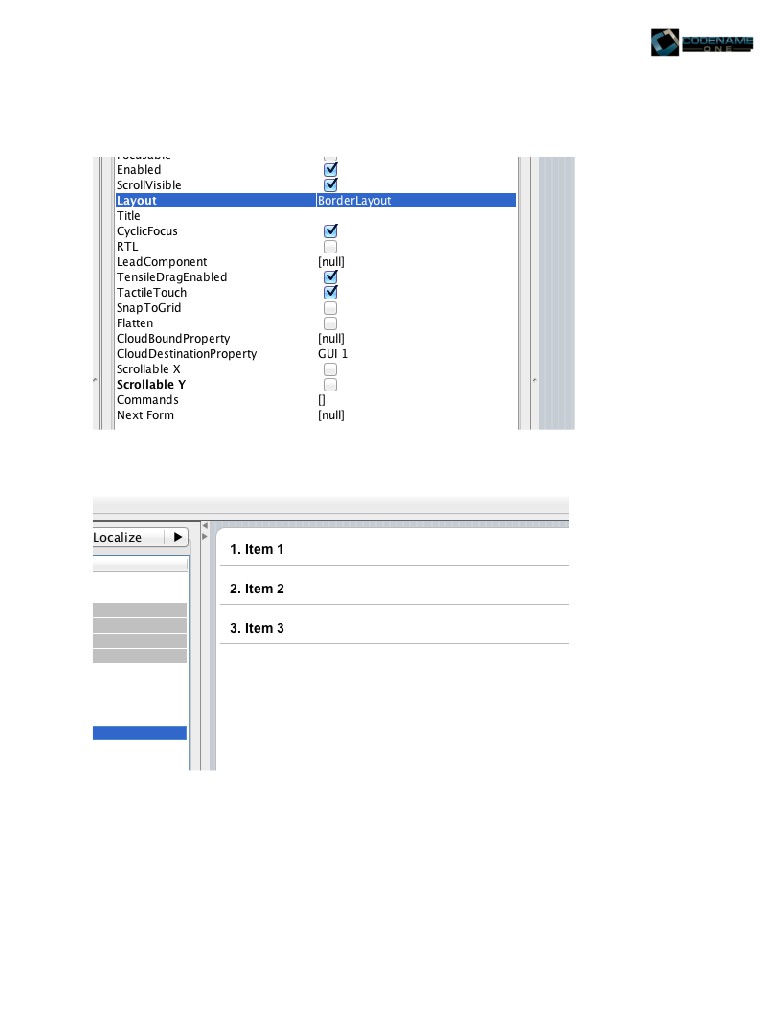 CODENAME
ONE
Focusable
Enabled
ScrollVisible
Layout BorderLayout
Title
CyclicFocus
RTL
LeadComponent [null]
TensileDragEnabled
TactileTouch
SnapToGrid
Flatten
CloudBoundProperty [null]
CloudDestinationProperty GUI 1
Scrollable X
Scrollable Y
Commands []
Next Form [null]
Localize
1. Item 1
2. Item 2
3. Item 3